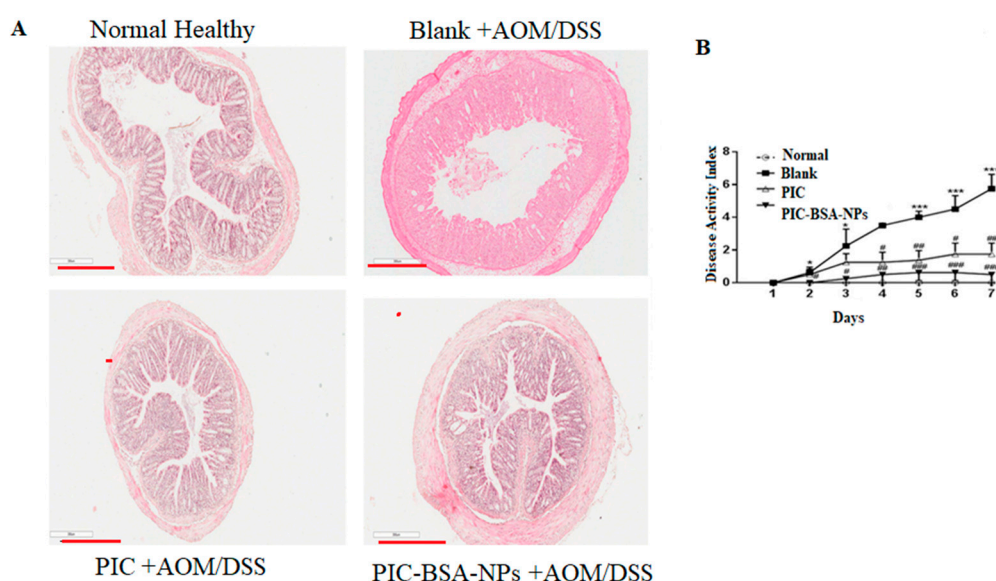 A
Normal Healthy
Blank +AOM/DSS
PIC +AOM/DSS
PIC-BSA-NPs +AOM/DSS
B
Disease Activity Index
8
6
4
2
0
Normal
Blank
PIC
PIC-BSA-NPs
*
*
***
***
***
#
##
#
##
#
#
##
###
###
##
1 2 3 4 5 6 7
Days